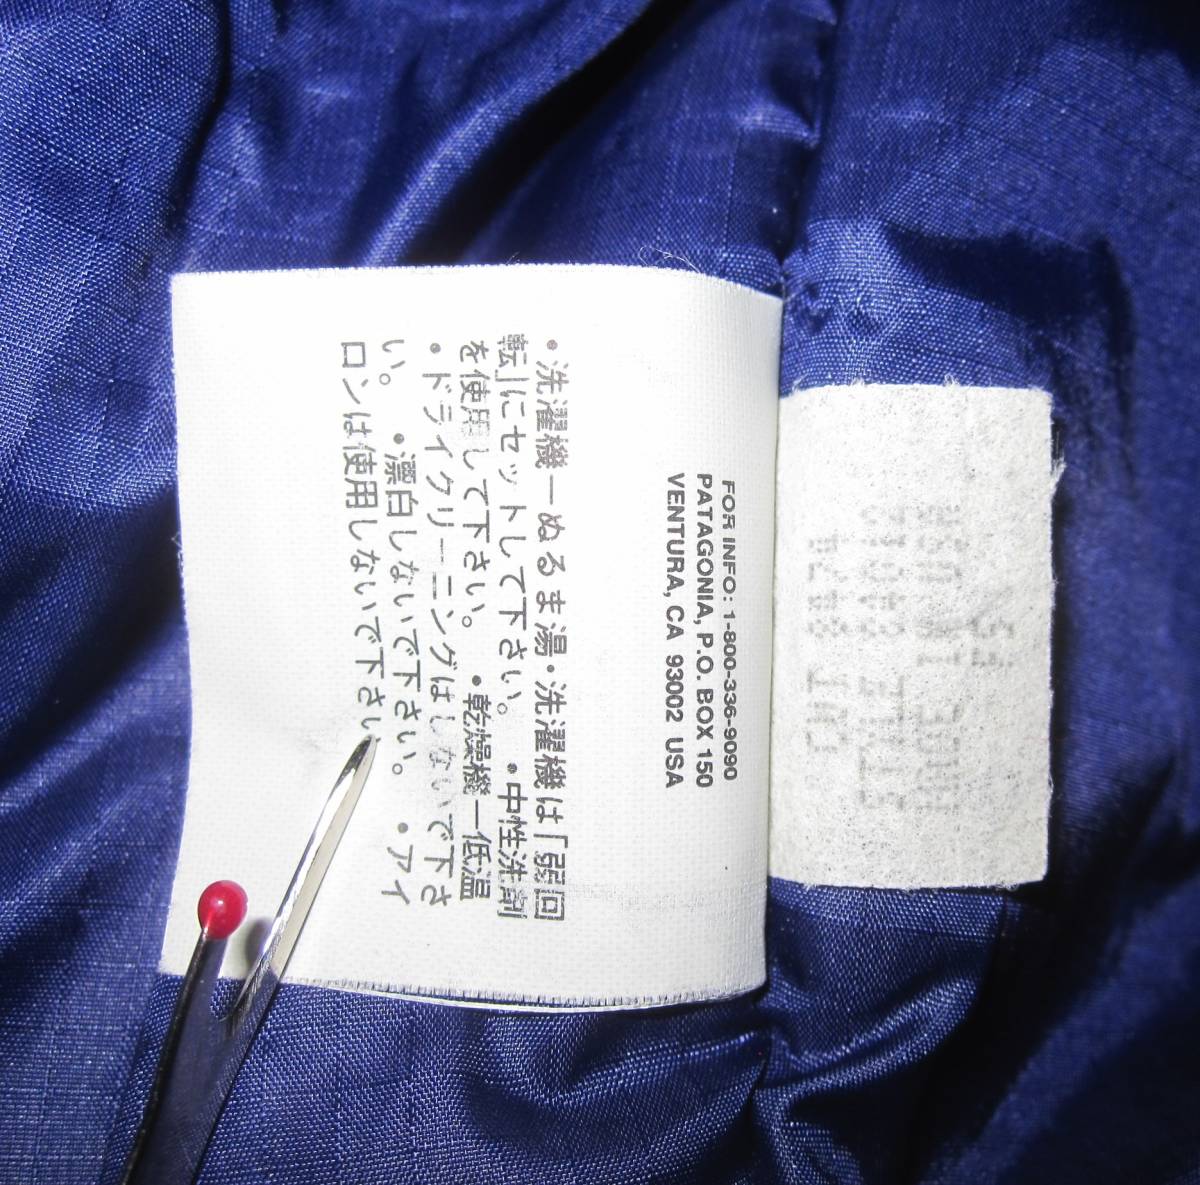 FOR INFO: 1-800-336-9090
PATAGONIA, P.O. BOX 150
VENTURA, CA 93002 USA
・洗濯機ーぬるま湯・洗濯機は「弱回
転」にセットして下さい。 ・中性洗剤
を使用して下さい。 ・乾燥機ー低温
・ドライクリーニングはしないで下さ
い。 ・漂白しないで下さい。 ・アイ
ロンは使用しないで下さい